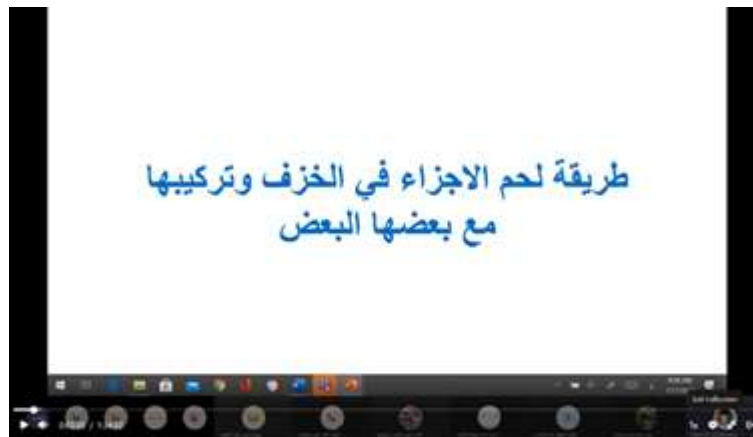 طريقة لحم الاجزاء في الخزف وتركيبها
مع بعضها البعض